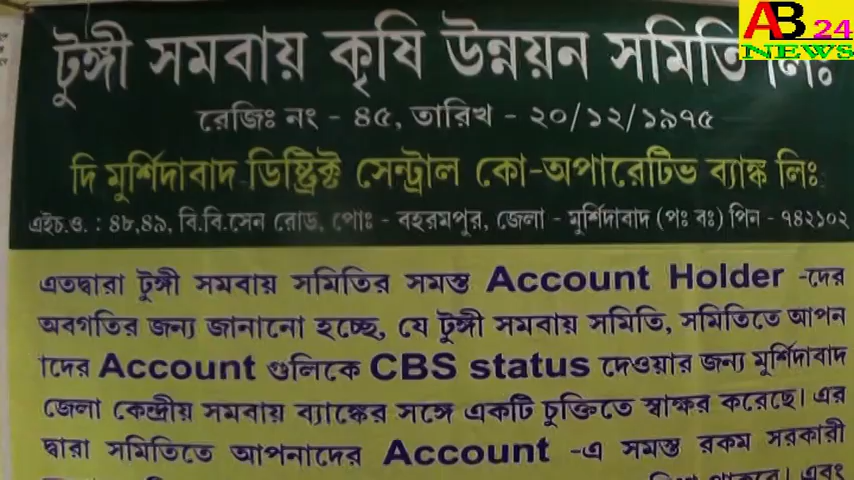 AB 24
NEWS
টুঙ্গী সমবায় কৃষি উন্নয়ন সমিতি লিঃ
রেজিঃ নং - ৪৫, তারিখ - ২০/১২/১৯৭৫
দি মুর্শিদাবাদ ডিষ্ট্রিক্ট সেন্ট্রাল কো-অপারেটিভ ব্যাঙ্ক লিঃ
এইচ.ও. : ৪৮,৪৯, বি.বি.সেন রোড, পোঃ - বহরমপুর, জেলা - মুর্শিদাবাদ (পঃ বঃ) পিন - ৭৪২১০২
এতদ্বারা টুঙ্গী সমবায় সমিতির সমস্ত Account Holder -দের
অবগতির জন্য জানানো হচ্ছে, যে টুঙ্গী সমবায় সমিতি, সমিতিতে আপন
াদের Account গুলিকে CBS status দেওয়ার জন্য মুর্শিদাবাদ
জেলা কেন্দ্রীয় সমবায় ব্যাঙ্কের সঙ্গে একটি চুক্তিতে স্বাক্ষর করেছে। এর
দ্বারা সমিতিতে আপনাদের Account -এ সমস্ত রকম সরকারী
এবং